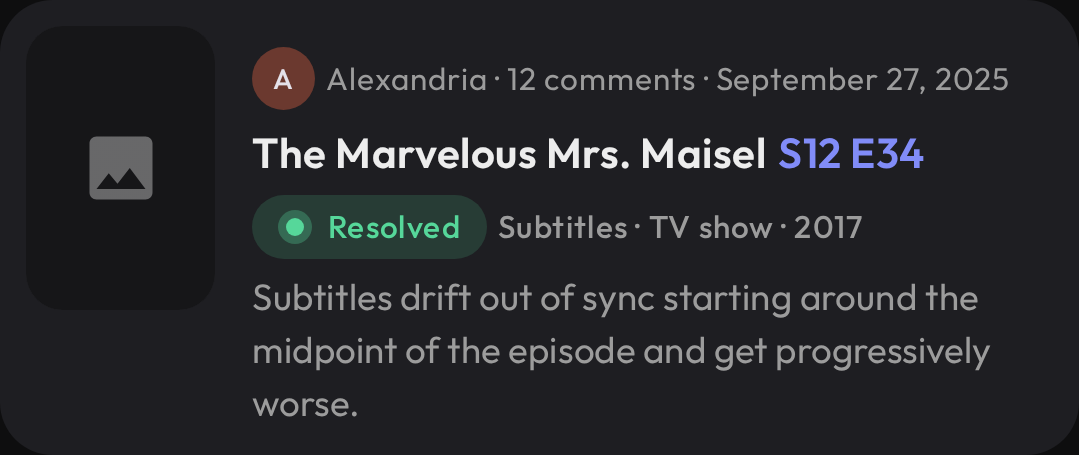 A Alexandria · 12 comments · September 27, 2025
The Marvelous Mrs. Maisel S12 E34
Resolved Subtitles · TV show · 2017
Subtitles drift out of sync starting around the
midpoint of the episode and get progressively
worse.